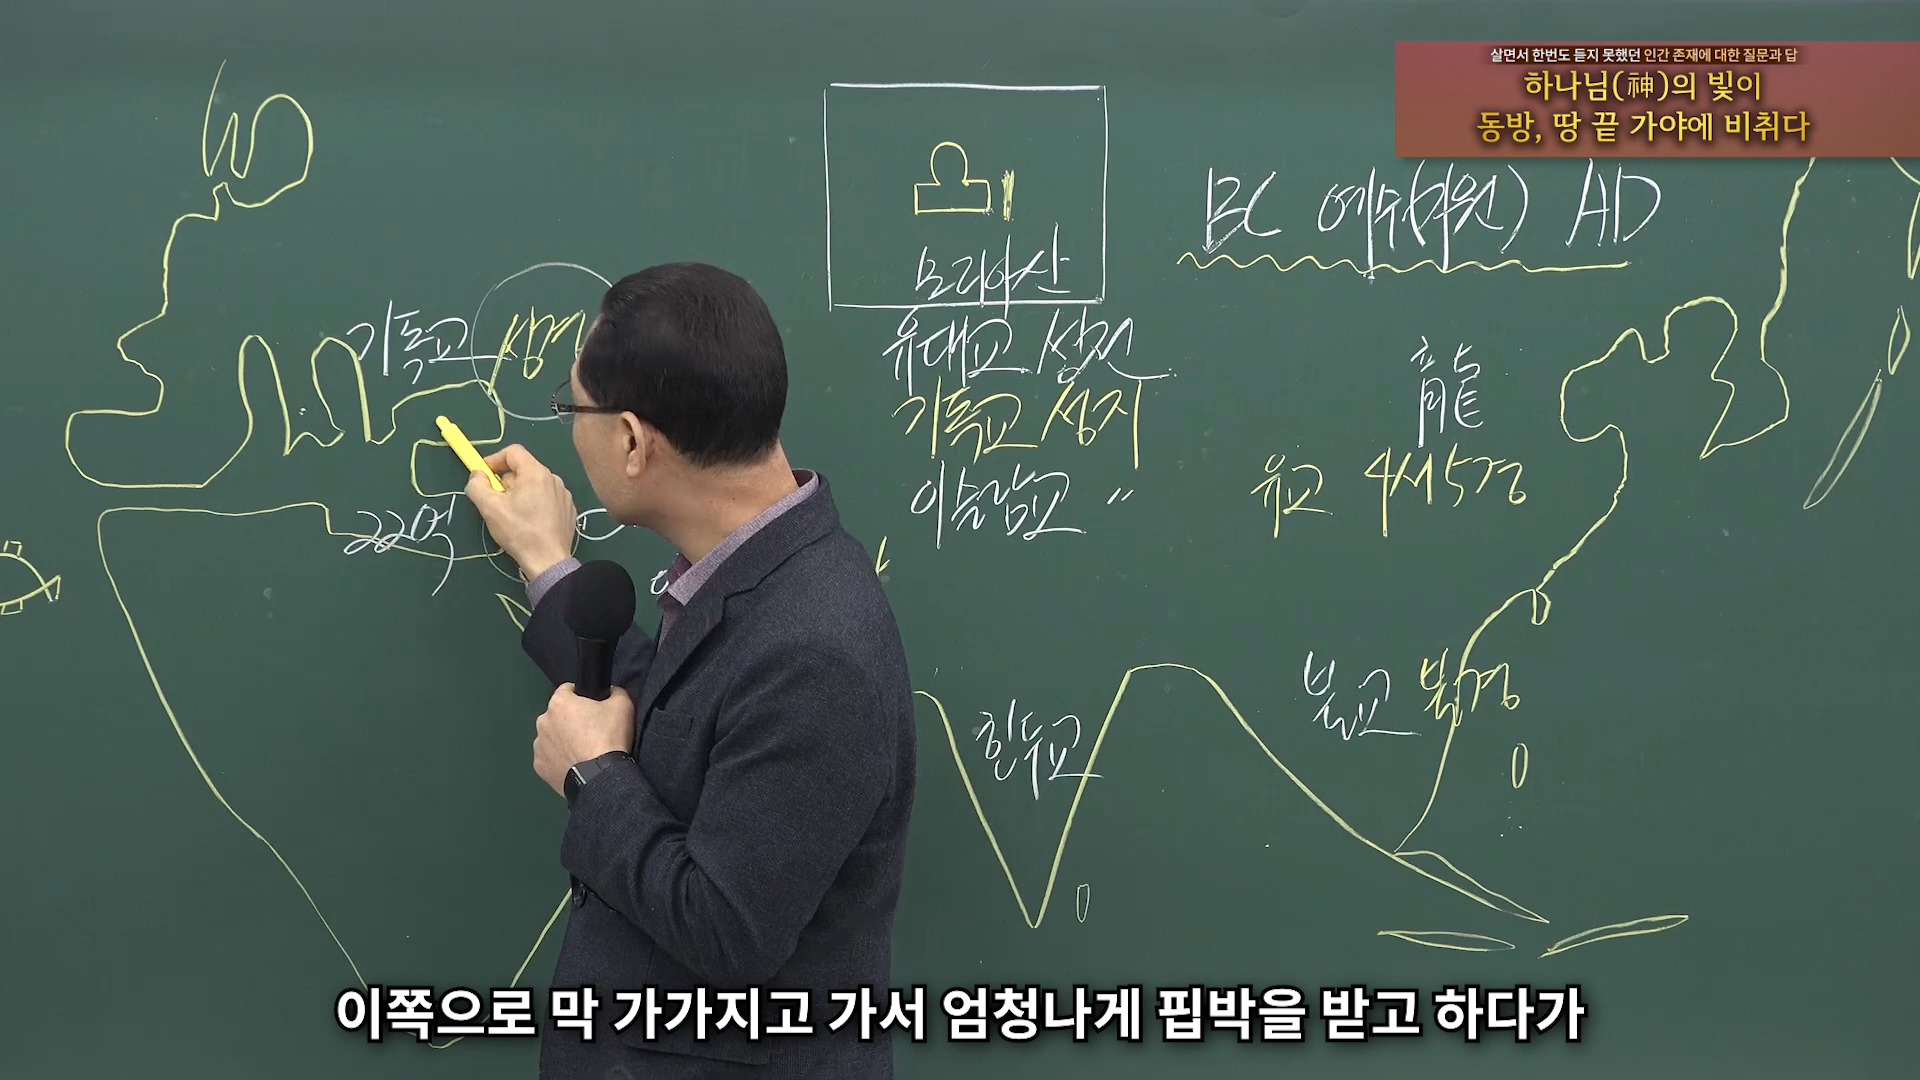 살면서 한번도 듣지 못했던 인간 존재에 대한 질문과 답
하나님(神)의 빛이
동방, 땅 끝 가야에 비취다
BC 예수(기원) AD
모리아산
기독교 성경
유대교 성전
기독교 성지
이슬람교 〃
龍
유교 4서5경
22억
불교 불경
힌두교
이쪽으로 막 가가지고 가서 엄청나게 핍박을 받고 하다가